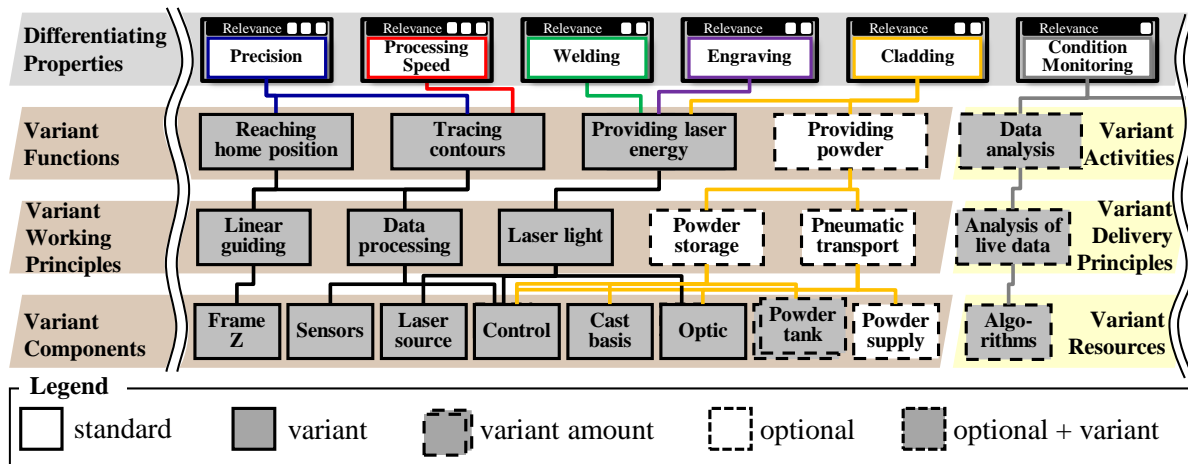 Differentiating
Properties
Relevance
Precision
Relevance
Processing
Speed
Relevance
Welding
Relevance
Engraving
Relevance
Cladding
Relevance
Condition
Monitoring
Variant
Functions
Reaching
home position
Tracing
contours
Providing laser
energy
Providing
powder
Data
analysis
Variant
Activities
Variant
Working
Principles
Linear
guiding
Data
processing
Laser light
Powder
storage
Pneumatic
transport
Analysis of
live data
Variant
Delivery
Principles
Variant
Components
Frame
Z
Sensors
Laser
source
Control
Cast
basis
Optic
Powder
tank
Powder
supply
Algo-
rithms
Variant
Resources
Legend
standard
variant
variant amount
optional
optional + variant